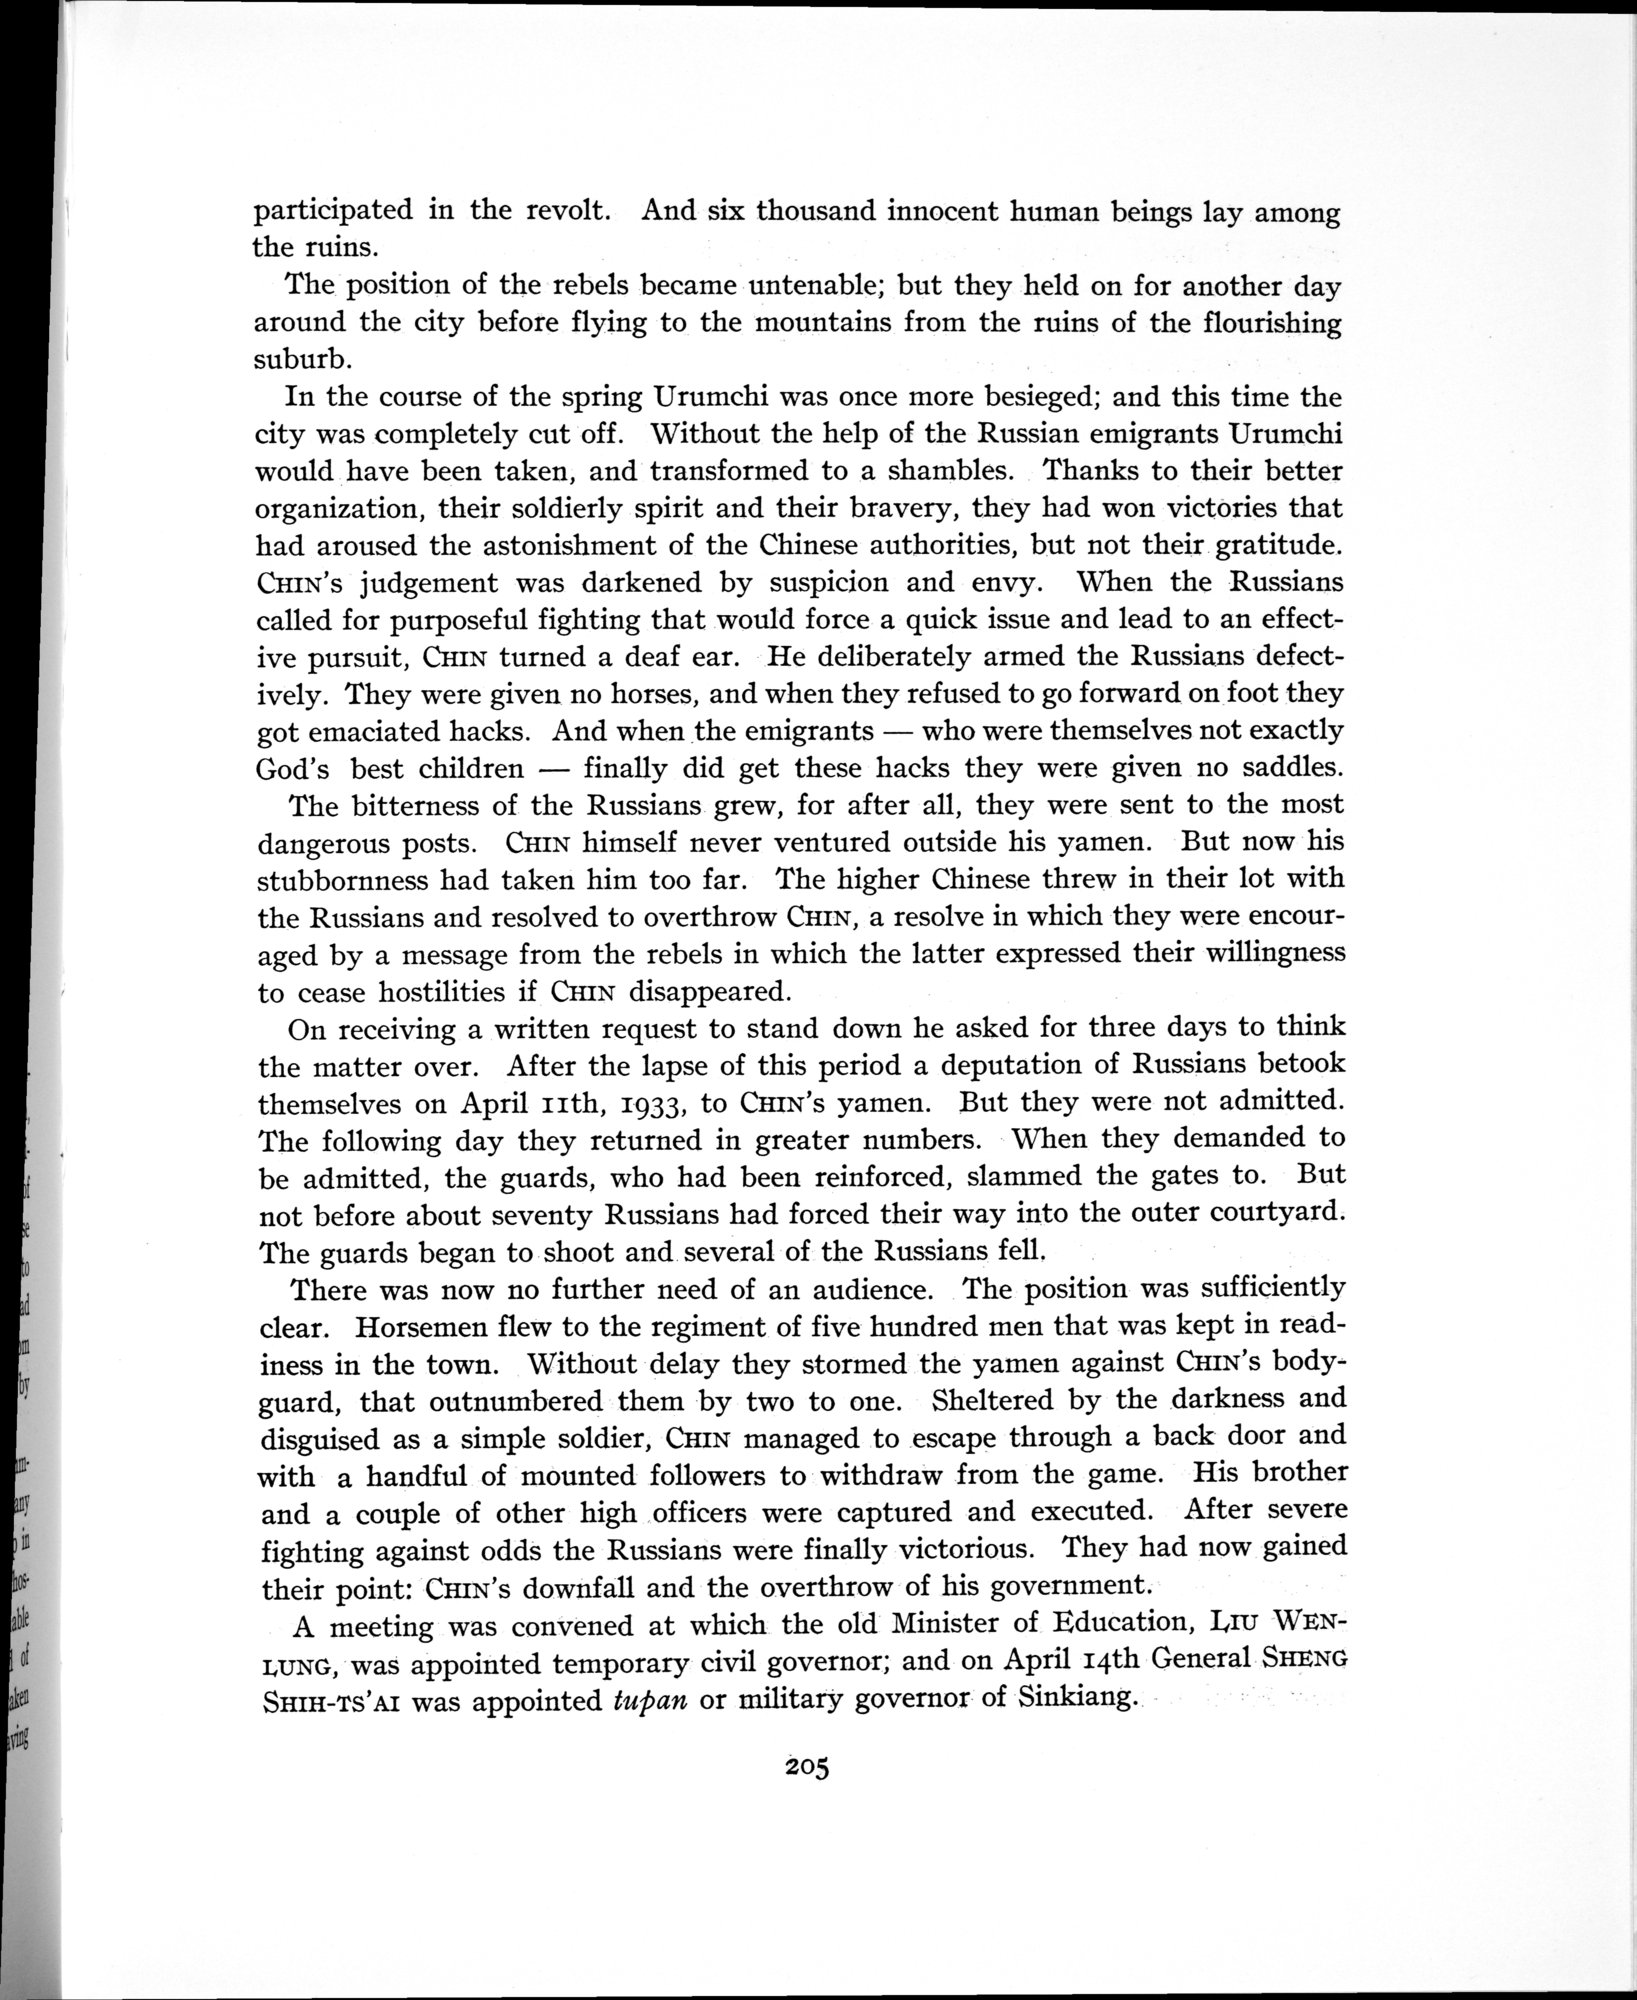 participated in the revolt. And six thousand innocent human beings lay among
the ruins.
The position of the rebels became untenable; but they held on for another day
around the city before flying to the mountains from the ruins of the flourishing
suburb.
In the course of the spring Urumchi was once more besieged; and this time the
city was completely cut off. Without the help of the Russian emigrants Urumchi
would have been taken, and transformed to a shambles. Thanks to their better
organization, their soldierly spirit and their bravery, they had won victories that
had aroused the astonishment of the Chinese authorities, but not their gratitude.
CHIN's judgement was darkened by suspicion and envy. When the Russians
called for purposeful fighting that would force a quick issue and lead to an effect-
ive pursuit, CHIN turned a deaf ear. He deliberately armed the Russians defect-
ively. They were given no horses, and when they refused to go forward on foot they
got emaciated hacks. And when the emigrants — who were themselves not exactly
God's best children — finally did get these hacks they were given no saddles.
The bitterness of the Russians grew, for after all, they were sent to the most
dangerous posts. CHIN himself never ventured outside his yamen. But now his
stubbornness had taken him too far. The higher Chinese threw in their lot with
the Russians and resolved to overthrow CHIN, a resolve in which they were encour-
aged by a message from the rebels in which the latter expressed their willingness
to cease hostilities if CHIN disappeared.
On receiving a written request to stand down he asked for three days to think
the matter over. After the lapse of this period a deputation of Russians betook
themselves on April 11th, 1933, to CHIN's yamen. But they were not admitted.
The following day they returned in greater numbers. When they demanded to
be admitted, the guards, who had been reinforced, slammed the gates to. But
not before about seventy Russians had forced their way into the outer courtyard.
The guards began to shoot and several of the Russians fell.
There was now no further need of an audience. The position was sufficiently
clear. Horsemen flew to the regiment of five hundred men that was kept in read-
iness in the town. Without delay they stormed the yamen against CHIN's body-
guard, that outnumbered them by two to one. Sheltered by the darkness and
disguised as a simple soldier, CHIN managed to escape through a back door and
with a handful of mounted followers to withdraw from the game. His brother
and a couple of other high officers were captured and executed. After severe
fighting against odds the Russians were finally victorious. They had now gained
their point: CHIN's downfall and the overthrow of his government.
A meeting was convened at which the old Minister of Education, LIU WEN-
LUNG, was appointed temporary civil governor; and on April 14th General SHENG
SHIH-TS'AI was appointed tupan or military governor of Sinkiang.
205